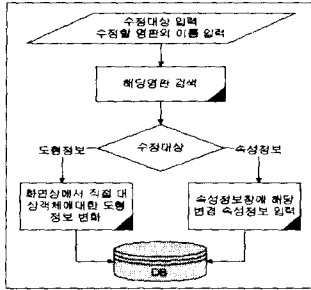 수정대상 입력
수정할 명판의 이름 입력
해당명판 검색
수정대상
도형정보
속성정보
화면상에서 직접 대
상객체에대한 도형
정보 변화
속성정보창에 해당
변경 속성정보 입력
DB